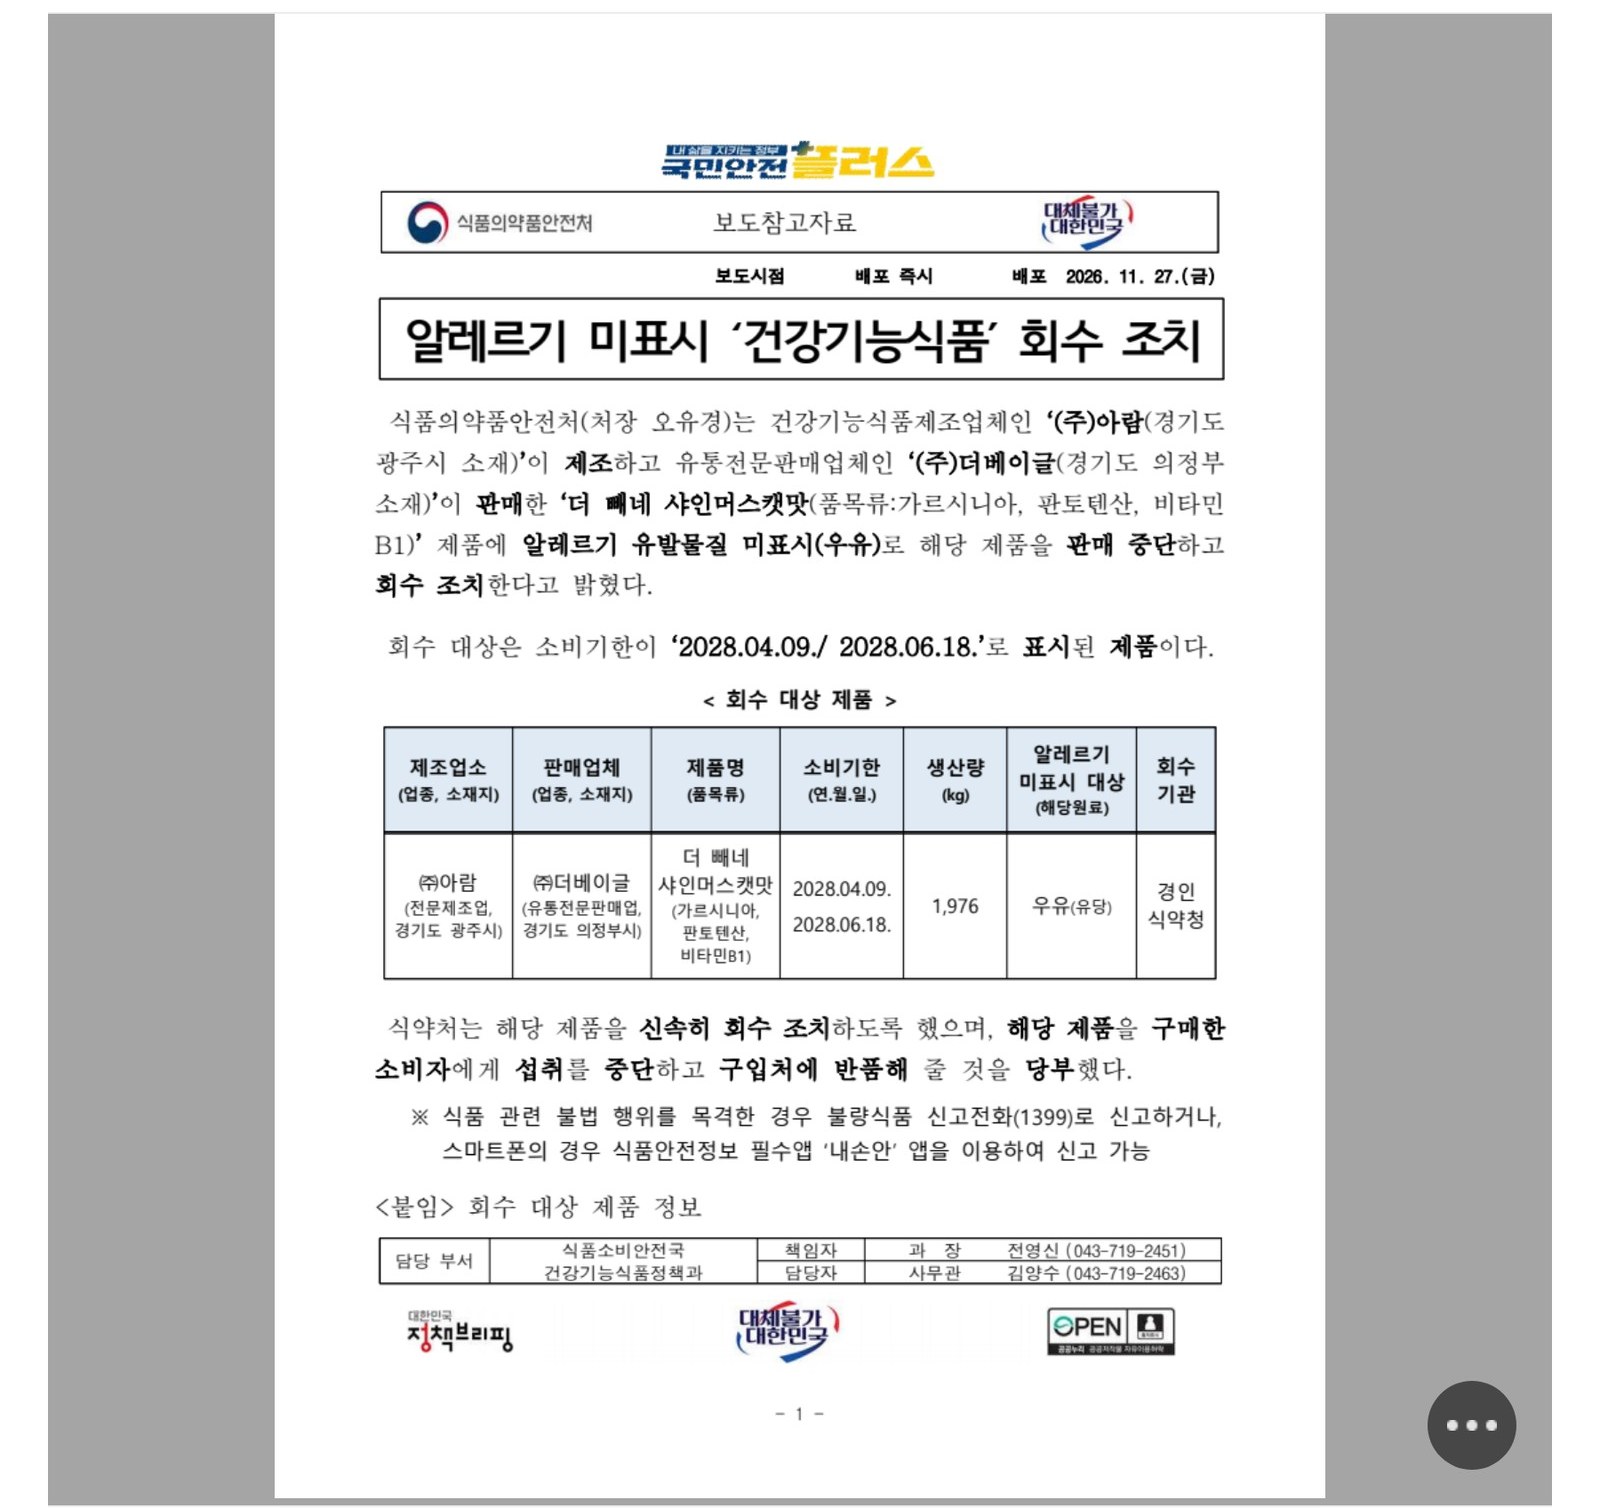 내 삶을 지키는 정부
국민안전 플러스
식품의약품안전처 보도참고자료 대체불가 대한민국
보도시점 배포 즉시 배포 2026. 11. 27.(금)
알레르기 미표시 ‘건강기능식품’ 회수 조치
식품의약품안전처(처장 오유경)는 건강기능식품제조업체인 ‘(주)아람(경기도
광주시 소재)’이 제조하고 유통전문판매업체인 ‘(주)더베이글(경기도 의정부
소재)’이 판매한 ‘더 빼네 샤인머스캣맛(품목류:가르시니아, 판토텐산, 비타민
B1)’ 제품에 알레르기 유발물질 미표시(우유)로 해당 제품을 판매 중단하고
회수 조치한다고 밝혔다.
회수 대상은 소비기한이 ‘2028.04.09./ 2028.06.18.’로 표시된 제품이다.
< 회수 대상 제품 >
제조업소
(업종, 소재지)
판매업체
(업종, 소재지)
제품명
(품목류)
소비기한
(연.월.일.)
생산량
(kg)
알레르기
미표시 대상
(해당원료)
회수
기관
㈜아람
(전문제조업,
경기도 광주시)
㈜더베이글
(유통전문판매업,
경기도 의정부시)
더 빼네
샤인머스캣맛
(가르시니아,
판토텐산,
비타민B1)
2028.04.09.
2028.06.18.
1,976
우유(유당)
경인
식약청
식약처는 해당 제품을 신속히 회수 조치하도록 했으며, 해당 제품을 구매한
소비자에게 섭취를 중단하고 구입처에 반품해 줄 것을 당부했다.
※ 식품 관련 불법 행위를 목격한 경우 불량식품 신고전화(1399)로 신고하거나,
스마트폰의 경우 식품안전정보 필수앱 ‘내손안’ 앱을 이용하여 신고 가능
<붙임> 회수 대상 제품 정보
담당 부서
식품소비안전국
건강기능식품정책과
책임자 과 장 전영신 (043-719-2451)
담당자 사무관 김양수 (043-719-2463)
대한민국
정책브리핑
대체불가
대한민국
OPEN
공공누리 공공저작물 자유이용허락
- 1 -